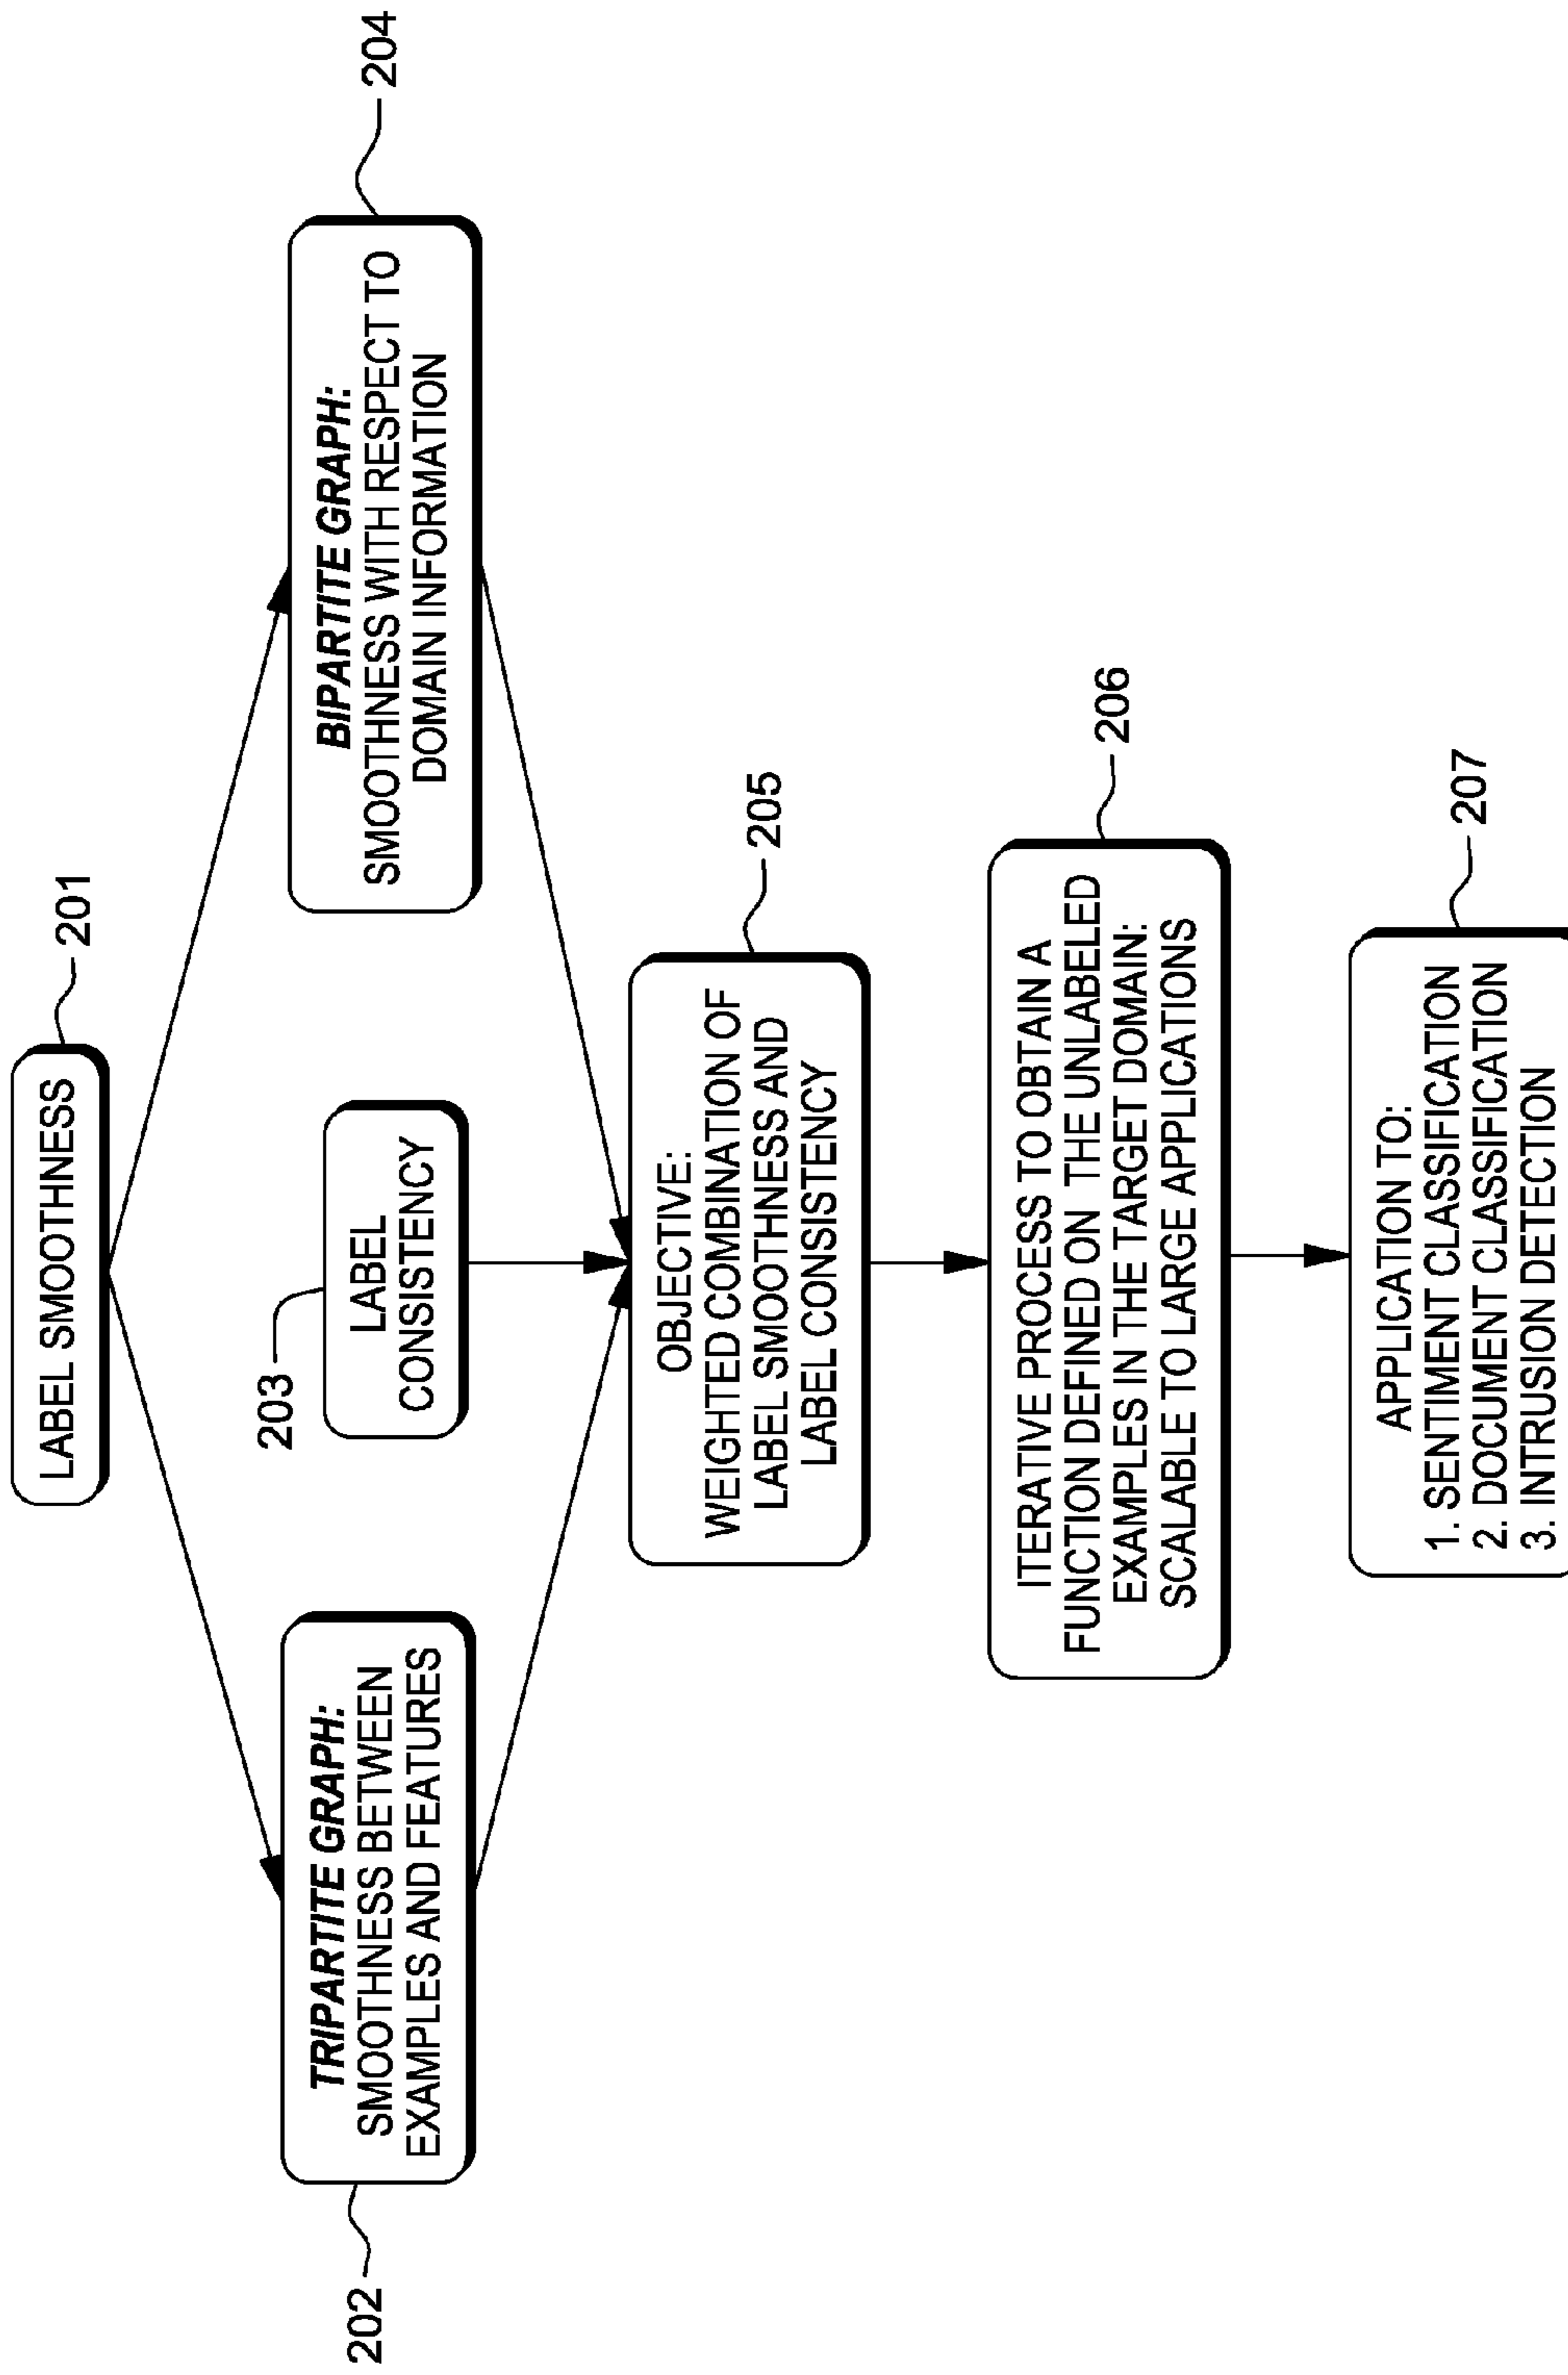 LABEL SMOOTHNESS
201
202
TRIPARTITE GRAPH:
SMOOTHNESS BETWEEN
EXAMPLES AND FEATURES
203
LABEL
CONSISTENCY
BIPARTITE GRAPH:
SMOOTHNESS WITH RESPECT TO
DOMAIN INFORMATION
204
OBJECTIVE:
WEIGHTED COMBINATION OF
LABEL SMOOTHNESS AND
LABEL CONSISTENCY
205
ITERATIVE PROCESS TO OBTAIN A
FUNCTION DEFINED ON THE UNLABELED
EXAMPLES IN THE TARGET DOMAIN:
SCALABLE TO LARGE APPLICATIONS
206
APPLICATION TO:
1. SENTIMENT CLASSIFICATION
2. DOCUMENT CLASSIFICATION
3. INTRUSION DETECTION
207